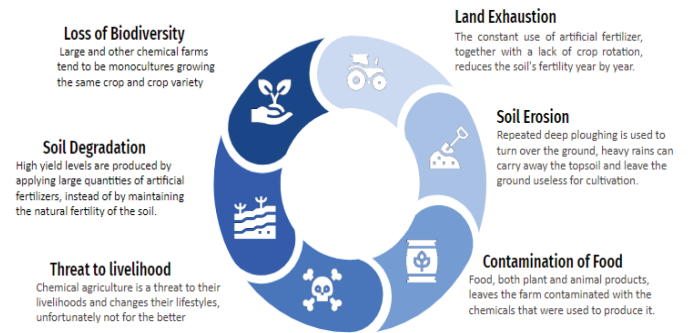 Loss of Biodiversity
Large and other chemical farms
tend to be monocultures growing
the same crop and crop variety
Land Exhaustion
The constant use of artificial fertilizer,
together with a lack of crop rotation,
reduces the soil's fertility year by year.
Soil Erosion
Repeated deep ploughing is used to
turn over the ground, heavy rains can
carry away the topsoil and leave the
ground useless for cultivation.
Soil Degradation
High yield levels are produced by
applying large quantities of artificial
fertilizers, instead of by maintaining
the natural fertility of the soil.
Contamination of Food
Food, both plant and animal products,
leaves the farm contaminated with the
chemicals that were used to produce it.
Threat to livelihood
Chemical agriculture is a threat to their
livelihoods and changes their lifestyles,
unfortunately not for the better